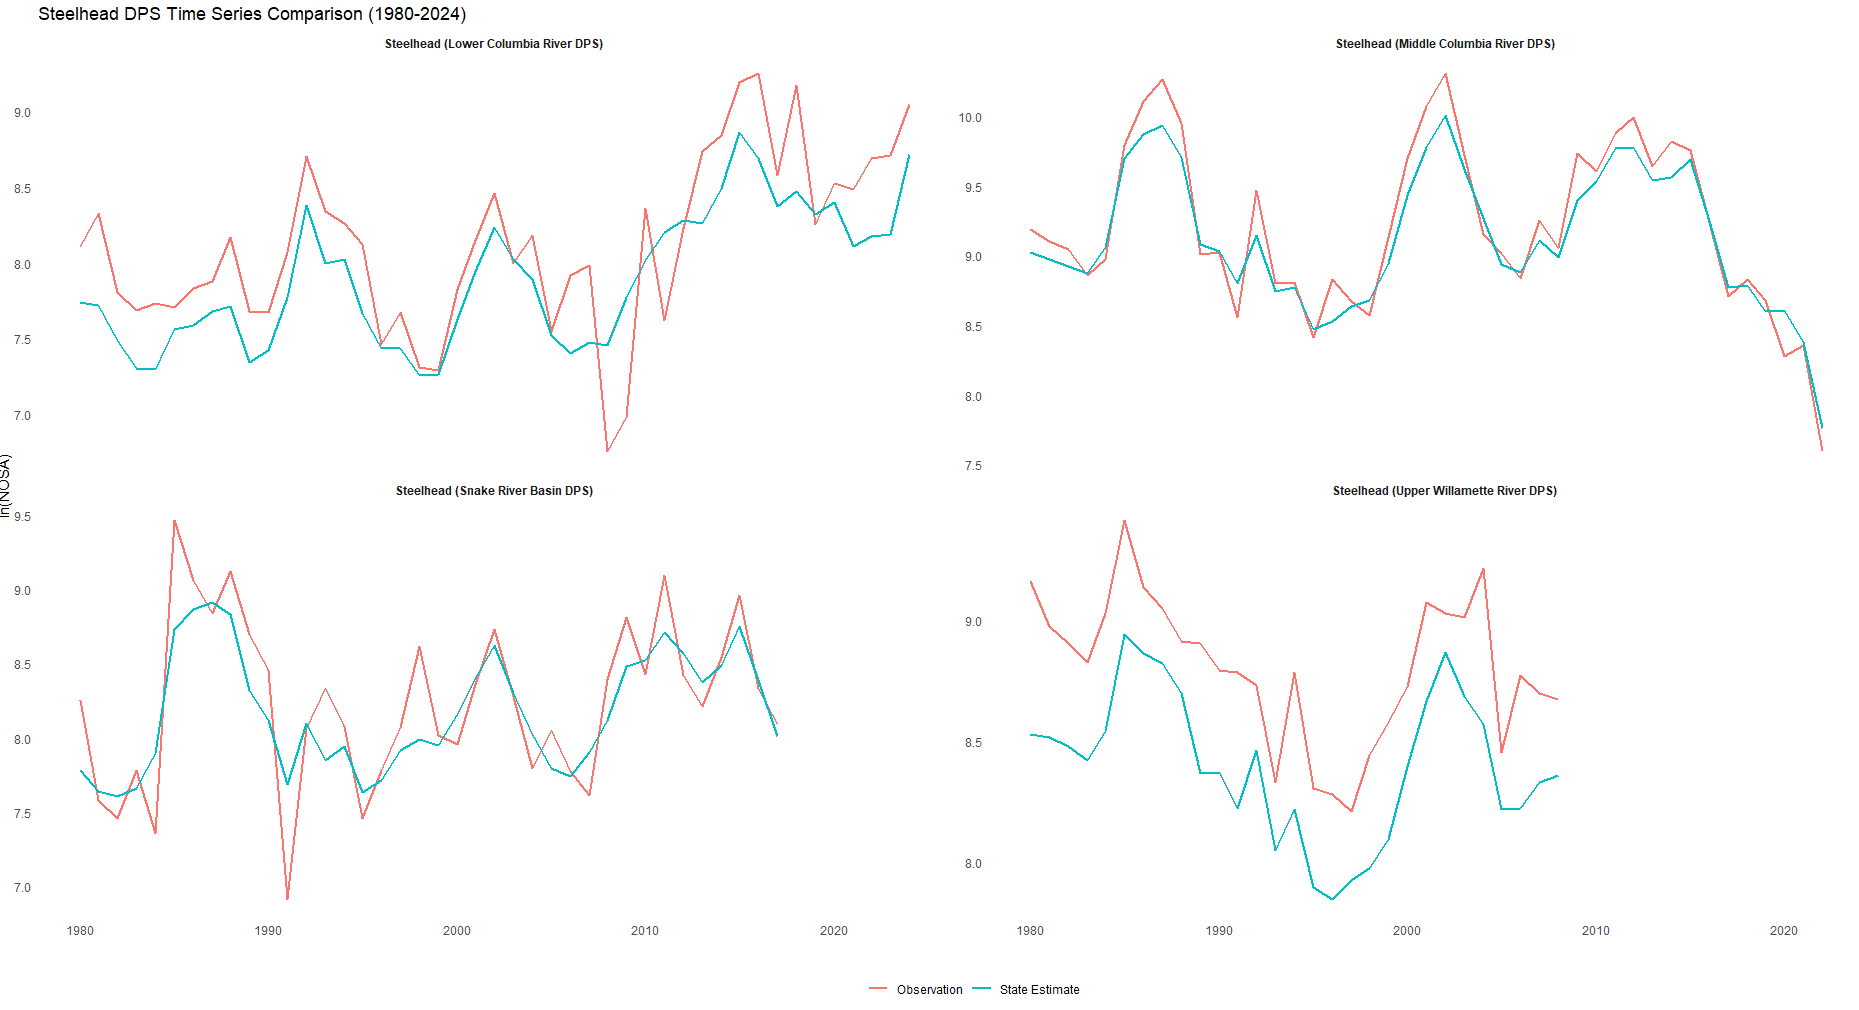 Steelhead DPS Time Series Comparison (1980-2024)
Steelhead (Lower Columbia River DPS)
Steelhead (Middle Columbia River DPS)
9.0
8.5
8.0
7.5
7.0
10.0
9.5
9.0
8.5
8.0
7.5
ln(NOSA)
Steelhead (Snake River Basin DPS)
Steelhead (Upper Willamette River DPS)
9.5
9.0
8.5
8.0
7.5
7.0
9.0
8.5
8.0
1980 1990 2000 2010 2020
1980 1990 2000 2010 2020
Observation State Estimate